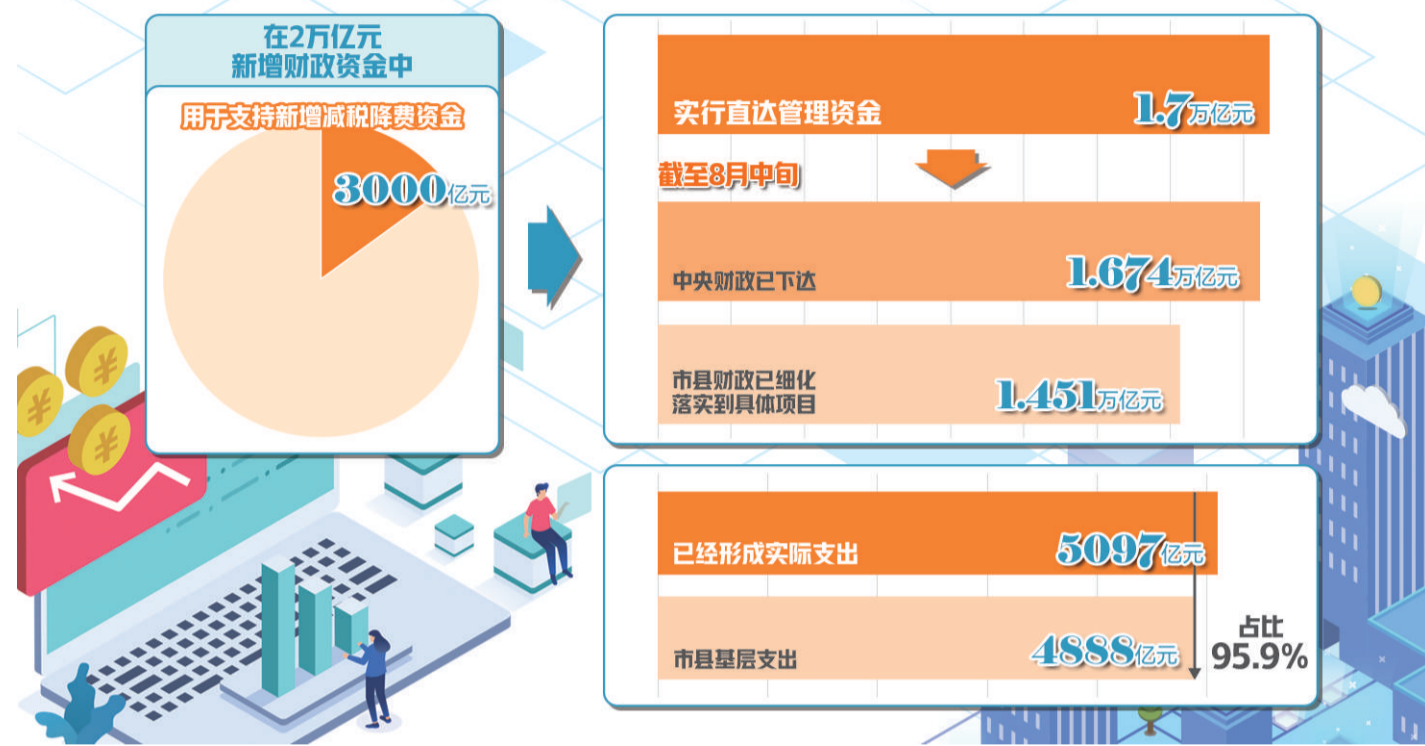 在2万亿元
新增财政资金中
用于支持新增减税降费资金
3000亿元
实行直达管理资金 1.7万亿元
截至8月中旬
中央财政已下达 1.674万亿元
市县财政已细化
落实到具体项目 1.451万亿元
已经形成实际支出 5097亿元
市县基层支出 4888亿元
占比
95.9%
¥
¥
¥